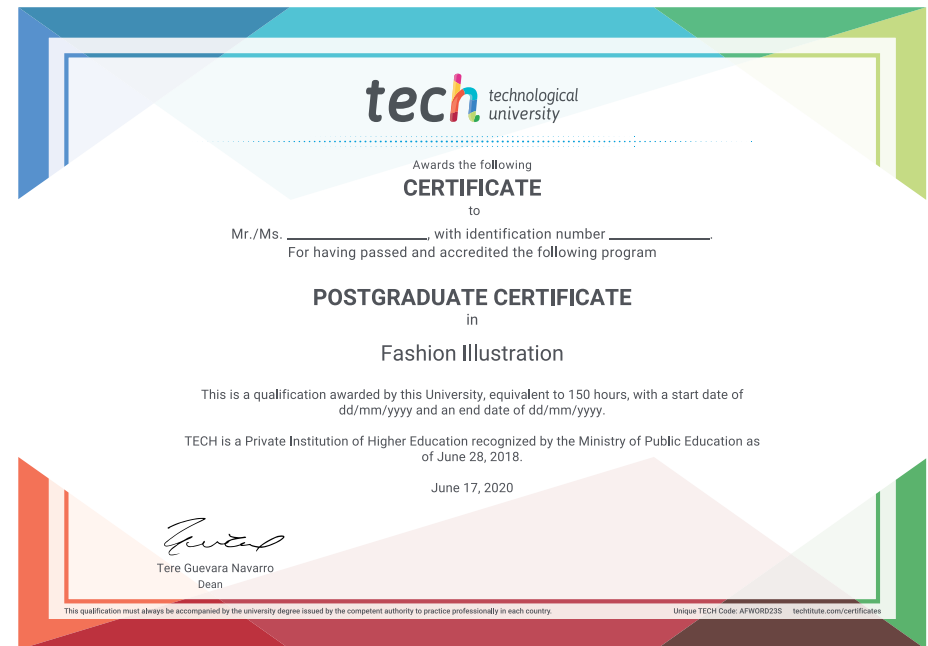 tech technological
university
Awards the following
CERTIFICATE
to
Mr./Ms. ____________________, with identification number ______________.
For having passed and accredited the following program
POSTGRADUATE CERTIFICATE
in
Fashion Illustration
This is a qualification awarded by this University, equivalent to 150 hours, with a start date of
dd/mm/yyyy and an end date of dd/mm/yyyy.
TECH is a Private Institution of Higher Education recognized by the Ministry of Public Education as
of June 28, 2018.
June 17, 2020
Tere Guevara Navarro
Dean
This qualification must always be accompanied by the university degree issued by the competent authority to practice professionally in each country.
Unique TECH Code: AFWORD23S techtitute.com/certificates